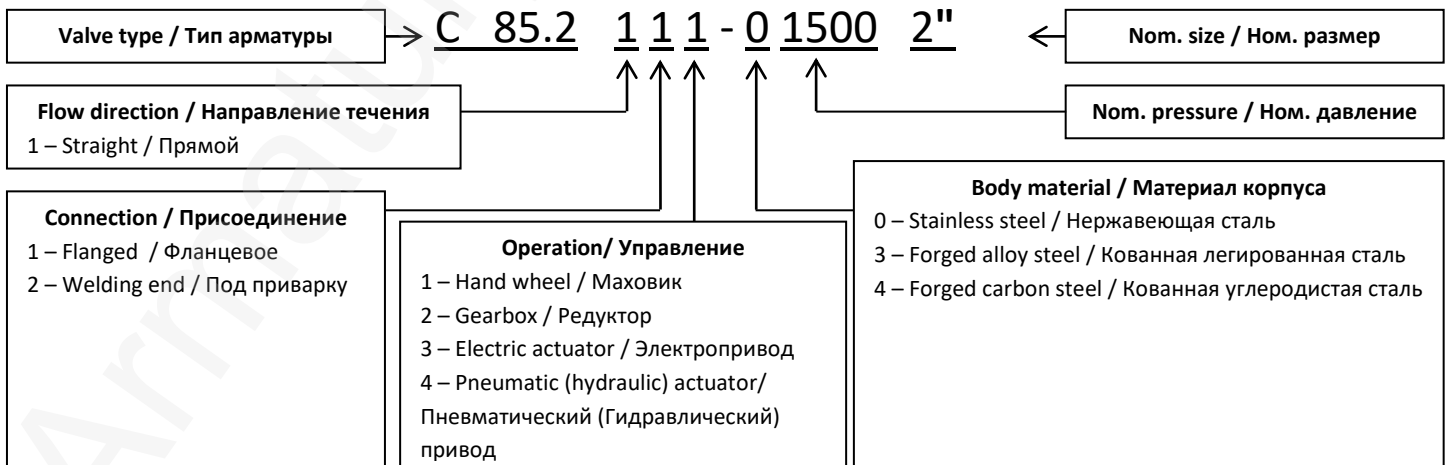 Valve type / Тип арматуры
C 85.2 1 1 1 - 0 1500 2"
Nom. size / Ном. размер
Flow direction / Направление течения
1 – Straight / Прямой
Nom. pressure / Ном. давление
Connection / Присоединение
1 – Flanged / Фланцевое
2 – Welding end / Под приварку
Operation/ Управление
1 – Hand wheel / Маховик
2 – Gearbox / Редуктор
3 – Electric actuator / Электропривод
4 – Pneumatic (hydraulic) actuator/
Пневматический (Гидравлический)
привод
Body material / Материал корпуса
0 – Stainless steel / Нержавеющая сталь
3 – Forged alloy steel / Кованная легированная сталь
4 – Forged carbon steel / Кованная углеродистая сталь
Armatu